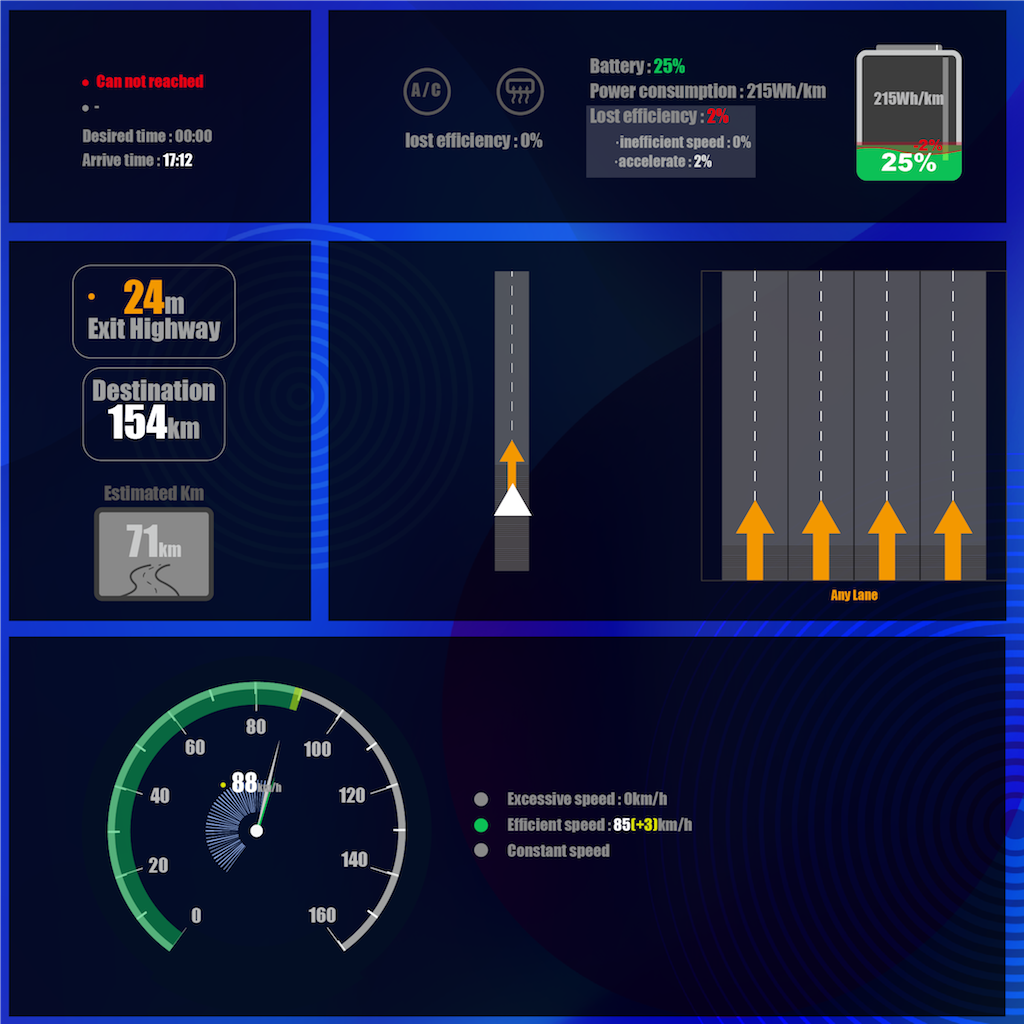 Can not reached
-
Desired time : 00:00
Arrive time : 17:12
A/C
lost efficiency : 0%
Battery : 25%
Power consumption : 215Wh/km
Lost efficiency : 2%
·inefficient speed : 0%
·accelerate : 2%
215Wh/km
-2%
25%
24m
Exit Highway
Destination
154km
Estimated Km
71km
Any Lane
0
20
40
60
80
100
120
140
160
88km/h
Excessive speed : 0km/h
Efficient speed : 85(+3)km/h
Constant speed